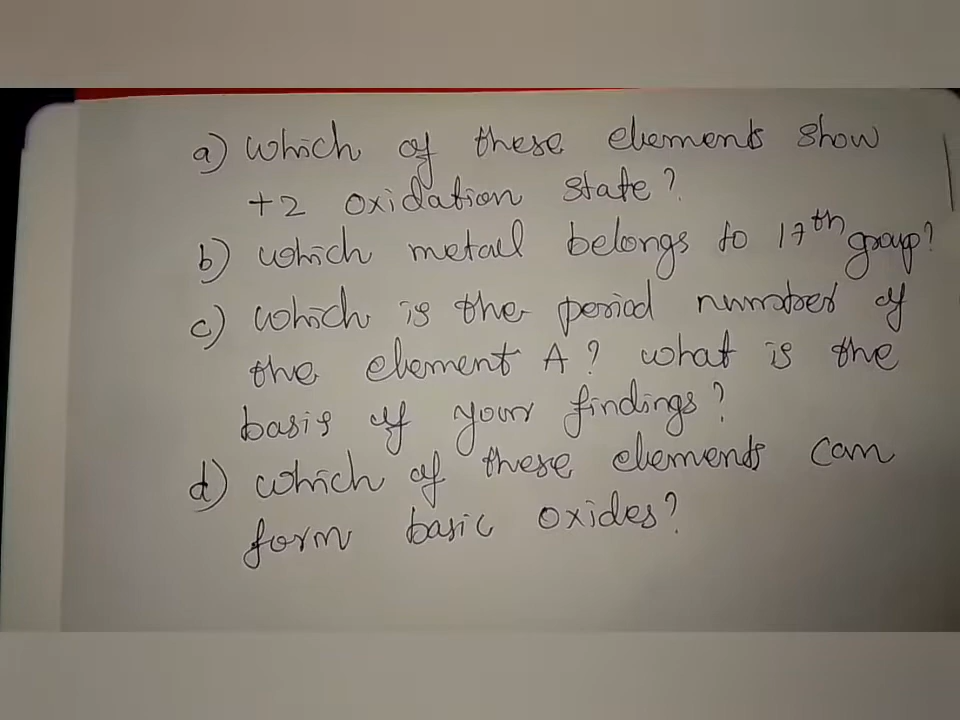 a) which of these elements show
+2 oxidation state?
b) which metal belongs to 17th group?
c) which is the period number of
the element A? what is the
basis of your findings?
d) which of these elements can
form basic oxides?